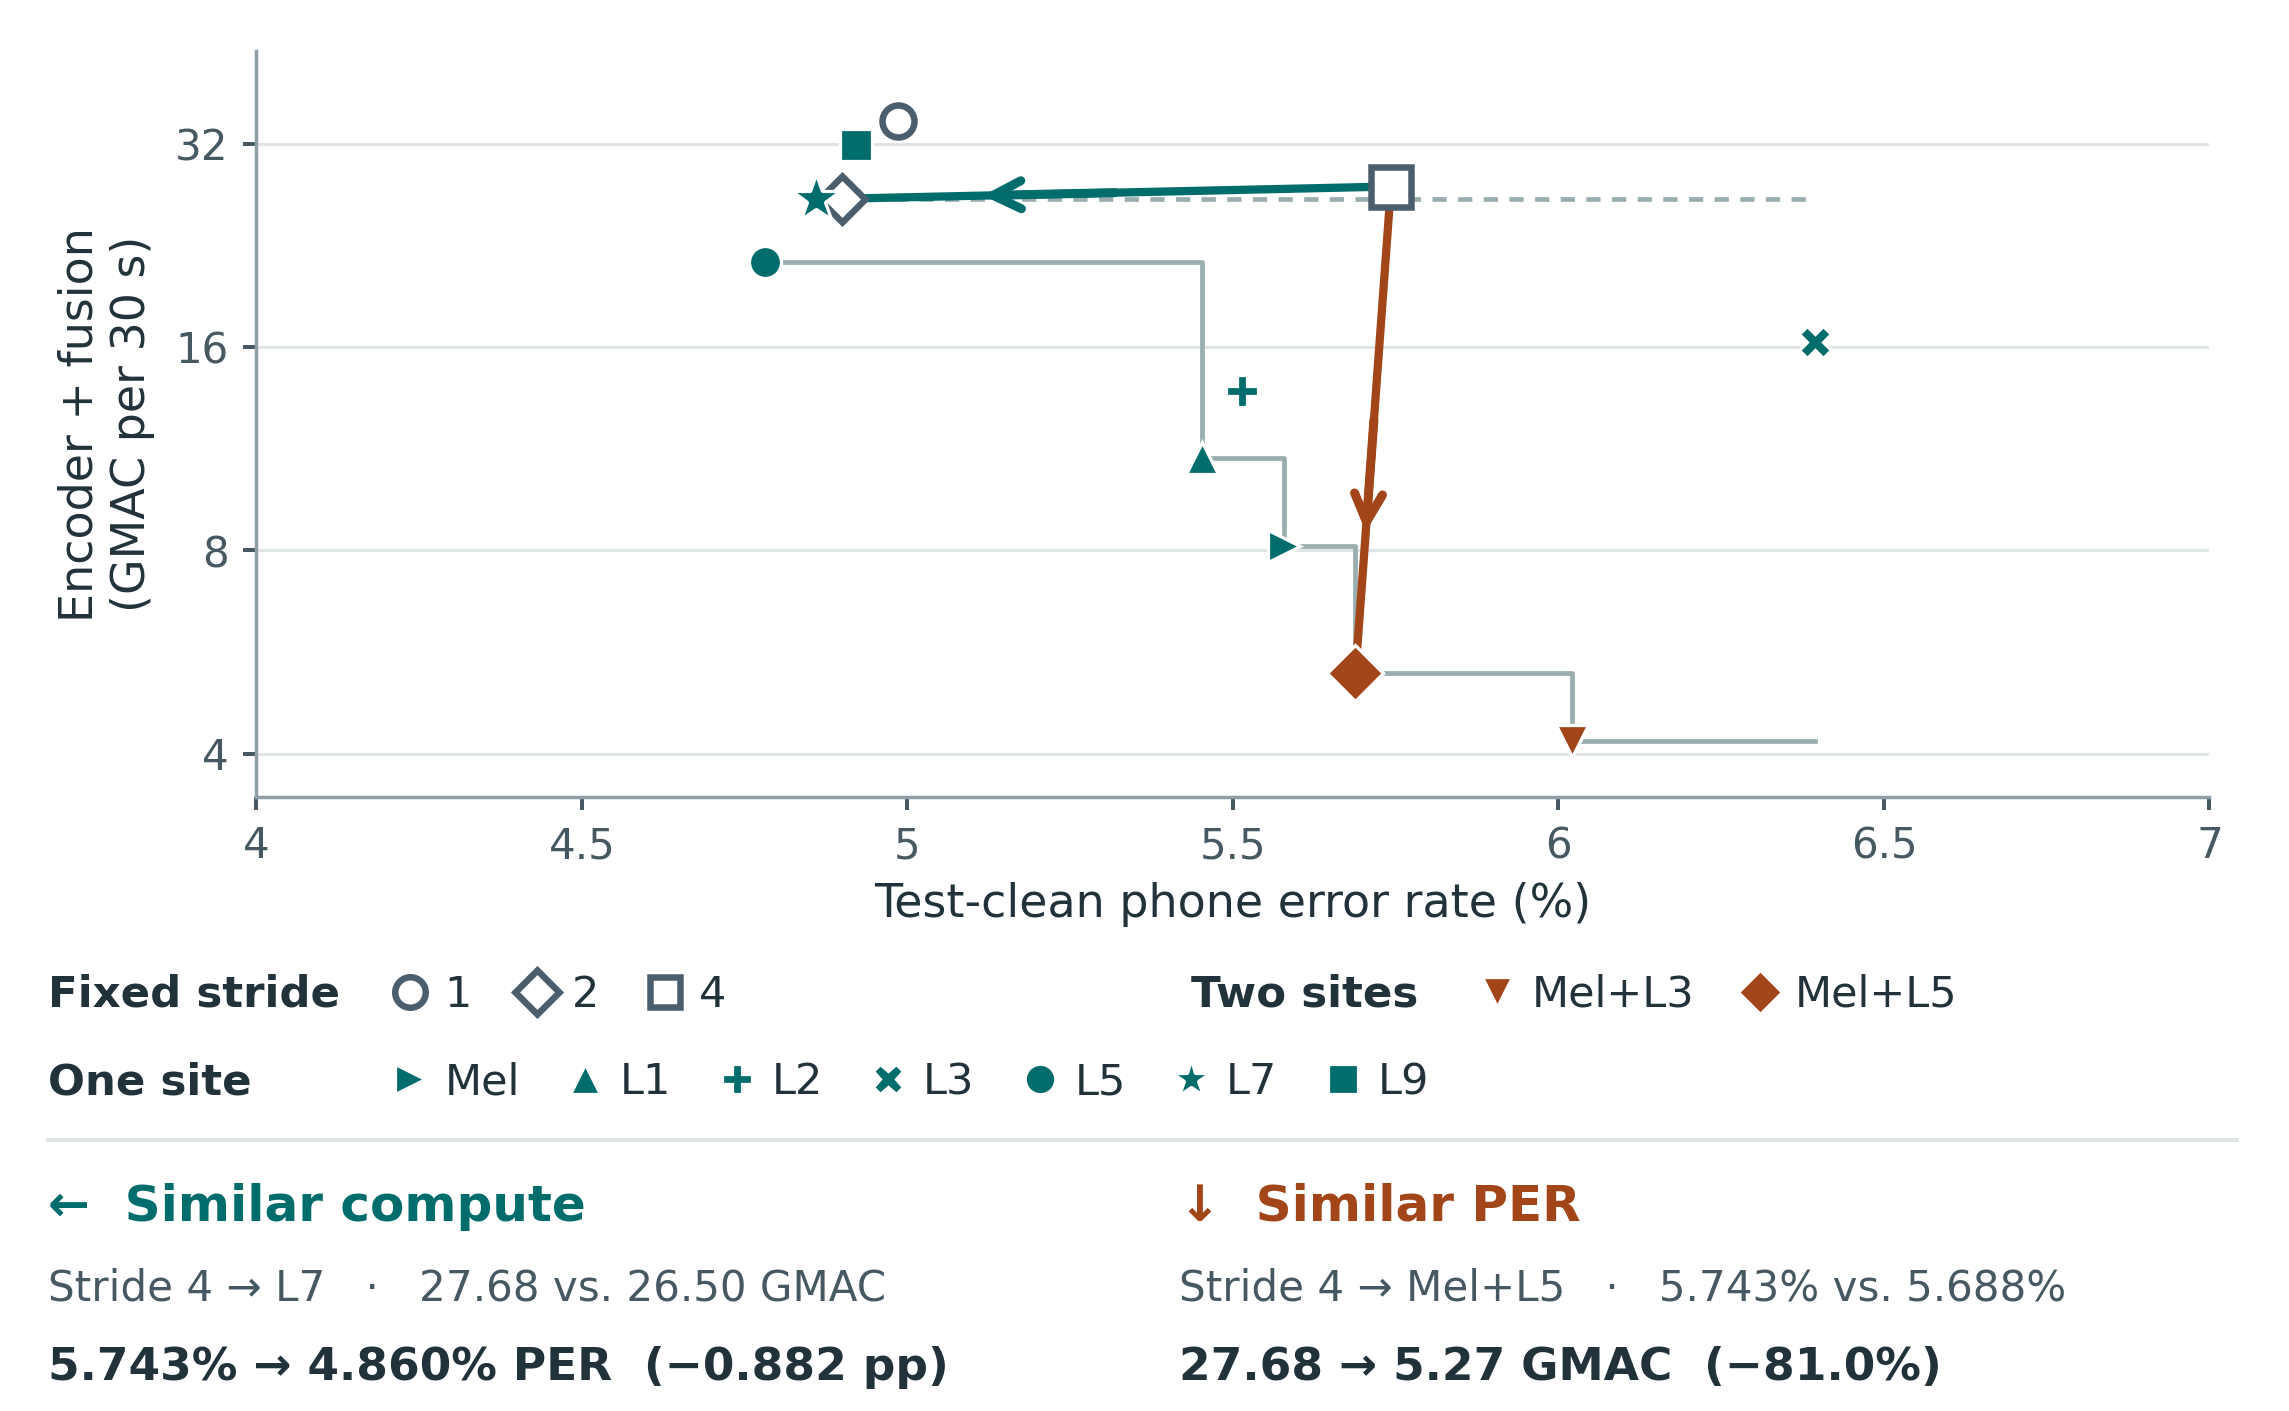 Encoder + fusion
(GMAC per 30 s)
32
16
8
4
4 4.5 5 5.5 6 6.5 7
Test-clean phone error rate (%)
Fixed stride 1 2 4
Two sites Mel+L3 Mel+L5
One site Mel L1 L2 L3 L5 L7 L9
← Similar compute
Stride 4 → L7 · 27.68 vs. 26.50 GMAC
5.743% → 4.860% PER (−0.882 pp)
↓ Similar PER
Stride 4 → Mel+L5 · 5.743% vs. 5.688%
27.68 → 5.27 GMAC (−81.0%)